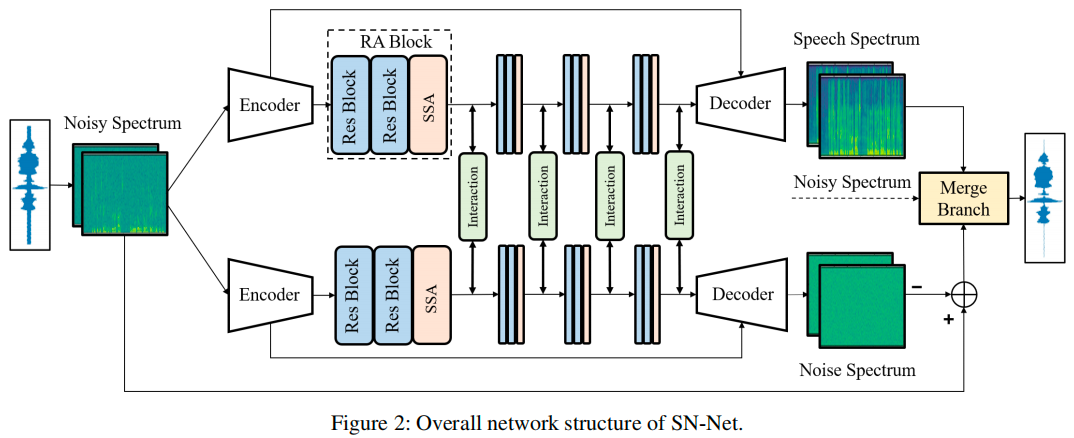 RA Block
Speech Spectrum
Noisy Spectrum
Encoder
Res Block
Res Block
SSA
Decoder
Interaction
Interaction
Interaction
Interaction
Noisy Spectrum
Merge
Branch
Encoder
Res Block
Res Block
SSA
Decoder
−
+
Noise Spectrum
Figure 2: Overall network structure of SN-Net.